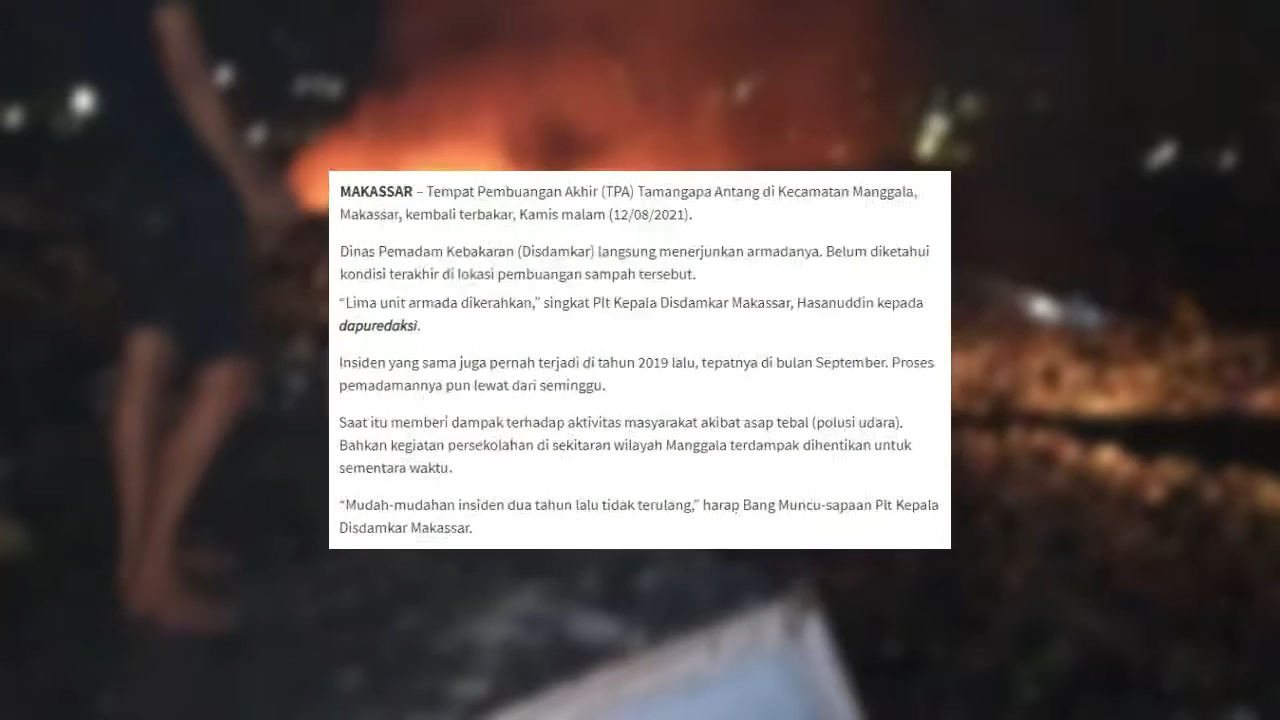 MAKASSAR – Tempat Pembuangan Akhir (TPA) Tamangapa Antang di Kecamatan Manggala,
Makassar, kembali terbakar, Kamis malam (12/08/2021).
Dinas Pemadam Kebakaran (Disdamkar) langsung menerjunkan armadanya. Belum diketahui
kondisi terakhir di lokasi pembuangan sampah tersebut.
“Lima unit armada dikerahkan,” singkat Plt Kepala Disdamkar Makassar, Hasanuddin kepada
dapuredaksi.
Insiden yang sama juga pernah terjadi di tahun 2019 lalu, tepatnya di bulan September. Proses
pemadamannya pun lewat dari seminggu.
Saat itu memberi dampak terhadap aktivitas masyarakat akibat asap tebal (polusi udara).
Bahkan kegiatan persekolahan di sekitaran wilayah Manggala terdampak dihentikan untuk
sementara waktu.
“Mudah-mudahan insiden dua tahun lalu tidak terulang,” harap Bang Muncu-sapaan Plt Kepala
Disdamkar Makassar.